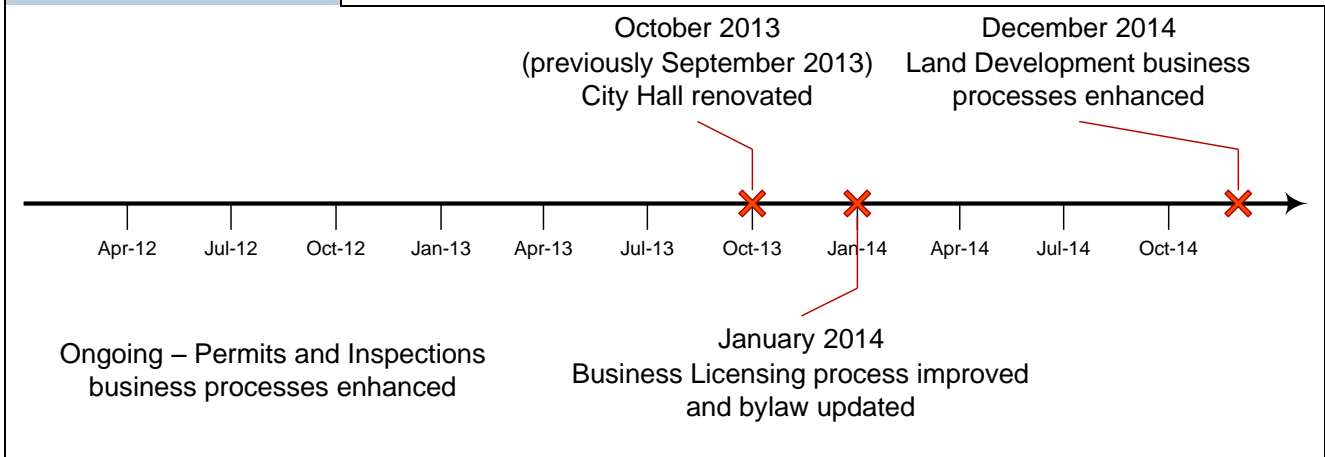 October 2013
(previously September 2013)
City Hall renovated
December 2014
Land Development business
processes enhanced
Apr-12
Jul-12
Oct-12
Jan-13
Apr-13
Jul-13
Oct-13
Jan-14
Apr-14
Jul-14
Oct-14
Ongoing – Permits and Inspections
business processes enhanced
January 2014
Business Licensing process improved
and bylaw updated